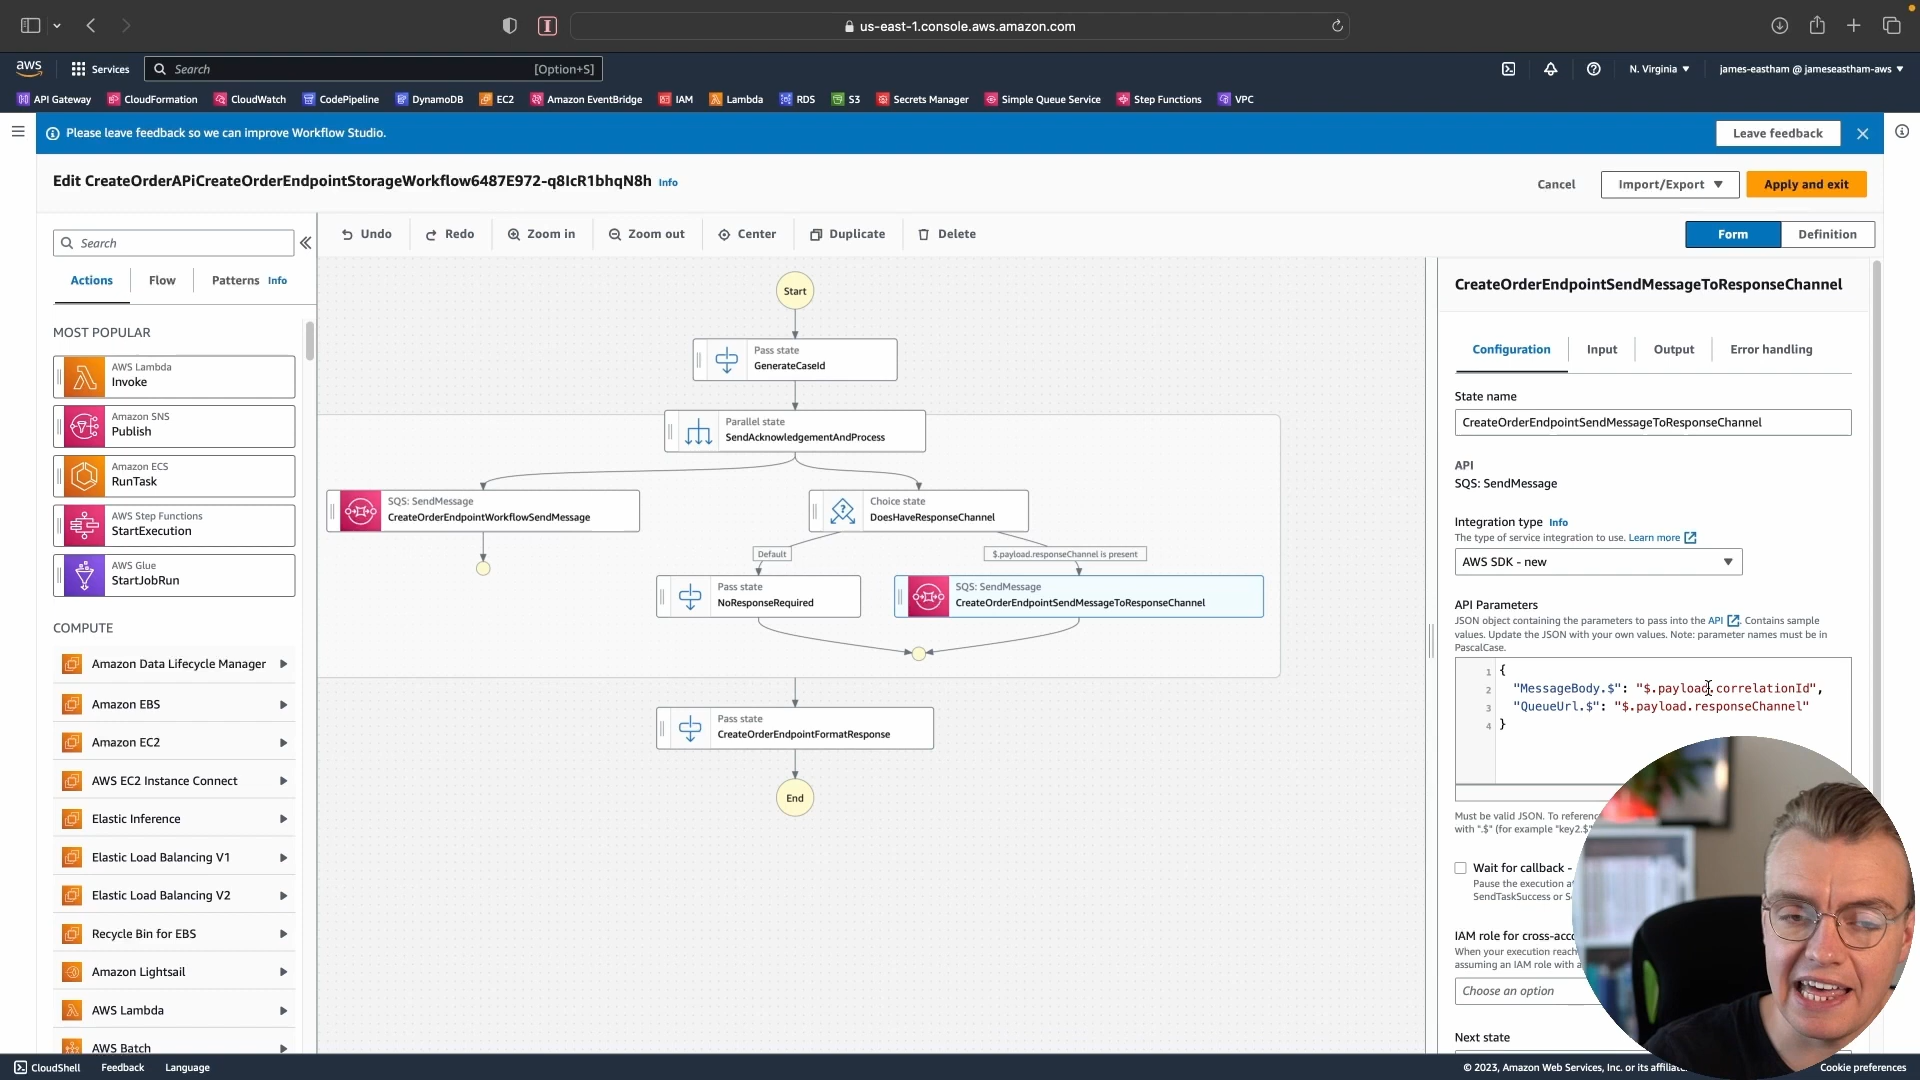 us-east-1.console.aws.amazon.com
aws
Services
Search
[Option+S]
N. Virginia
james-eastham @ jameseastham-aws
API Gateway
CloudFormation
CloudWatch
CodePipeline
DynamoDB
EC2
Amazon EventBridge
IAM
Lambda
RDS
S3
Secrets Manager
Simple Queue Service
Step Functions
VPC
Please leave feedback so we can improve Workflow Studio.
Leave feedback
Edit CreateOrderAPiCreateOrderEndpointStorageWorkflow6487E972-q8IcR1bhqN8h Info
Cancel
Import/Export
Apply and exit
Search
Undo
Redo
Zoom in
Zoom out
Center
Duplicate
Delete
Form
Definition
Actions
Flow
Patterns Info
MOST POPULAR
AWS Lambda
Invoke
Amazon SNS
Publish
Amazon ECS
RunTask
AWS Step Functions
StartExecution
AWS Glue
StartJobRun
COMPUTE
Amazon Data Lifecycle Manager
Amazon EBS
Amazon EC2
AWS EC2 Instance Connect
Elastic Inference
Elastic Load Balancing V1
Elastic Load Balancing V2
Recycle Bin for EBS
Amazon Lightsail
AWS Lambda
AWS Batch
Start
Pass state
GenerateCaseId
Parallel state
SendAcknowledgementAndProcess
SQS: SendMessage
CreateOrderEndpointWorkflowSendMessage
Choice state
DoesHaveResponseChannel
Default
$.payload.responseChannel is present
Pass state
NoResponseRequired
SQS: SendMessage
CreateOrderEndpointSendMessageToResponseChannel
Pass state
CreateOrderEndpointFormatResponse
End
CreateOrderEndpointSendMessageToResponseChannel
Configuration
Input
Output
Error handling
State name
CreateOrderEndpointSendMessageToResponseChannel
API
SQS: SendMessage
Integration type Info
The type of service integration to use. Learn more
AWS SDK - new
API Parameters
JSON object containing the parameters to pass into the API. Contains sample
values. Update the JSON with your own values. Note: parameter names must be in
PascalCase.
1 {
2 "MessageBody.$": "$.payload.correlationId",
3 "QueueUrl.$": "$.payload.responseChannel"
4 }
Must be valid JSON. To
with ".$" (for example "key2.$"
Wait for callback -
Pause the execution
SendTaskSuccess or
IAM role for
When your execution
assuming an IAM role with a
Choose an option
Next state
CloudShell
Feedback
Language
© 2023, Amazon Web Services, Inc. or its
Cookie preferences